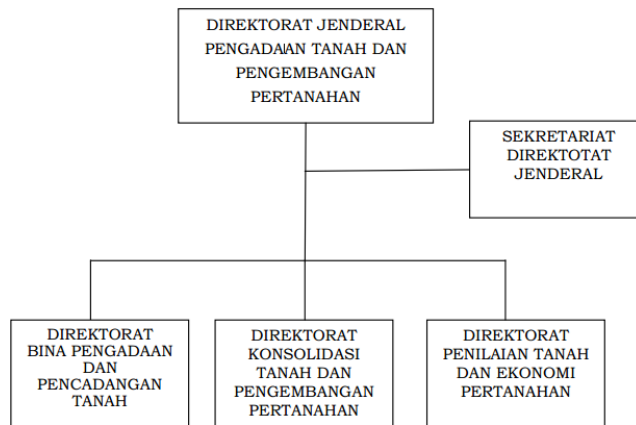 DIREKTORAT JENDERAL
PENGADAIAN TANAH DAN
PENGEMBANGAN
PERTANAHAN
SEKRETARIAT
DIREKTOTAT
JENDERAL
DIREKTORAT
BINA PENGADAAN
DAN
PENCADANGAN
TANAH
DIREKTORAT
KONSOLIDASI
TANAH DAN
PENGEMBANGAN
PERTANAHAN
DIREKTORAT
PENILAIAN TANAH
DAN EKONOMI
PERTANAHAN